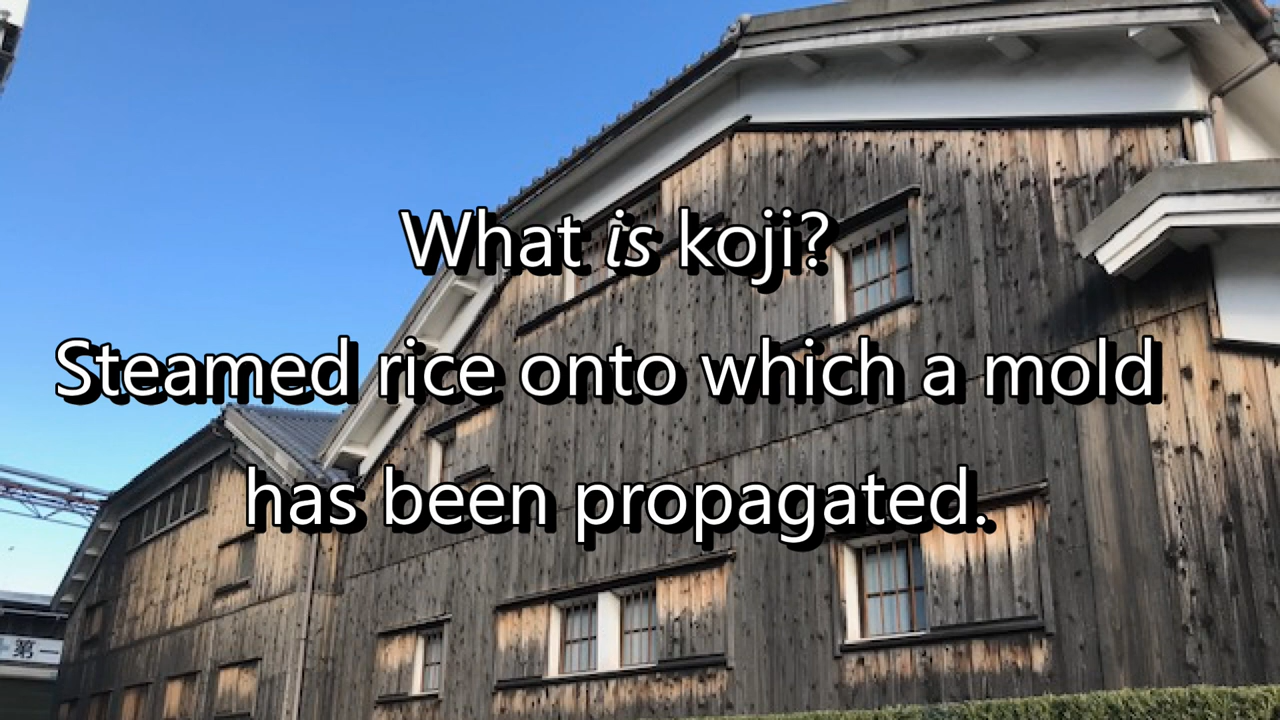 What is koji?
Steamed rice onto which a mold
has been propagated.
第一